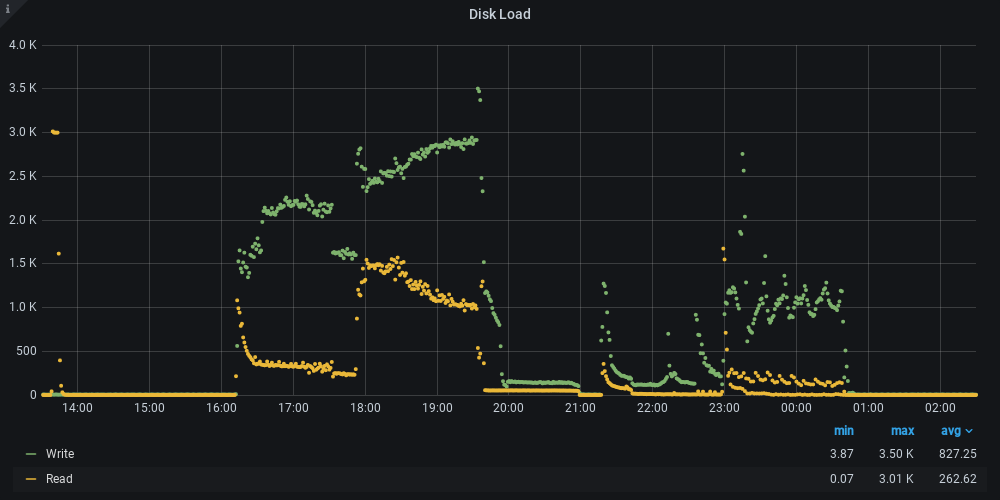 i
Disk Load
4.0 K
3.5 K
3.0 K
2.5 K
2.0 K
1.5 K
1.0 K
500
0
14:00 15:00 16:00 17:00 18:00 19:00 20:00 21:00 22:00 23:00 00:00 01:00 02:00
min max avg
Write 3.87 3.50 K 827.25
Read 0.07 3.01 K 262.62